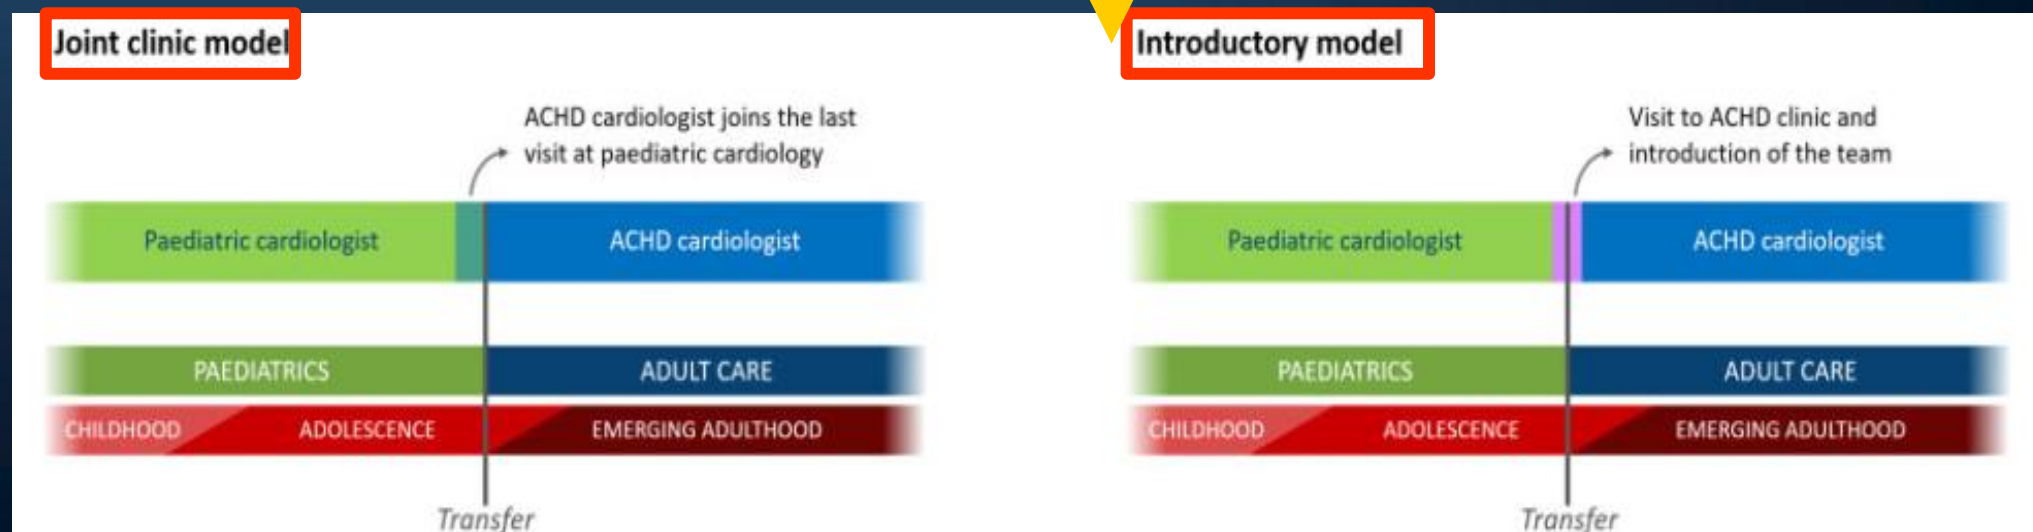 Joint clinic model
ACHD cardiologist joins the last
visit at paediatric cardiology
Paediatric cardiologist
ACHD cardiologist
PAEDIATRICS
ADULT CARE
CHILDHOOD
ADOLESCENCE
EMERGING ADULTHOOD
Transfer
Introductory model
Visit to ACHD clinic and
introduction of the team
Paediatric cardiologist
ACHD cardiologist
PAEDIATRICS
ADULT CARE
CHILDHOOD
ADOLESCENCE
EMERGING ADULTHOOD
Transfer